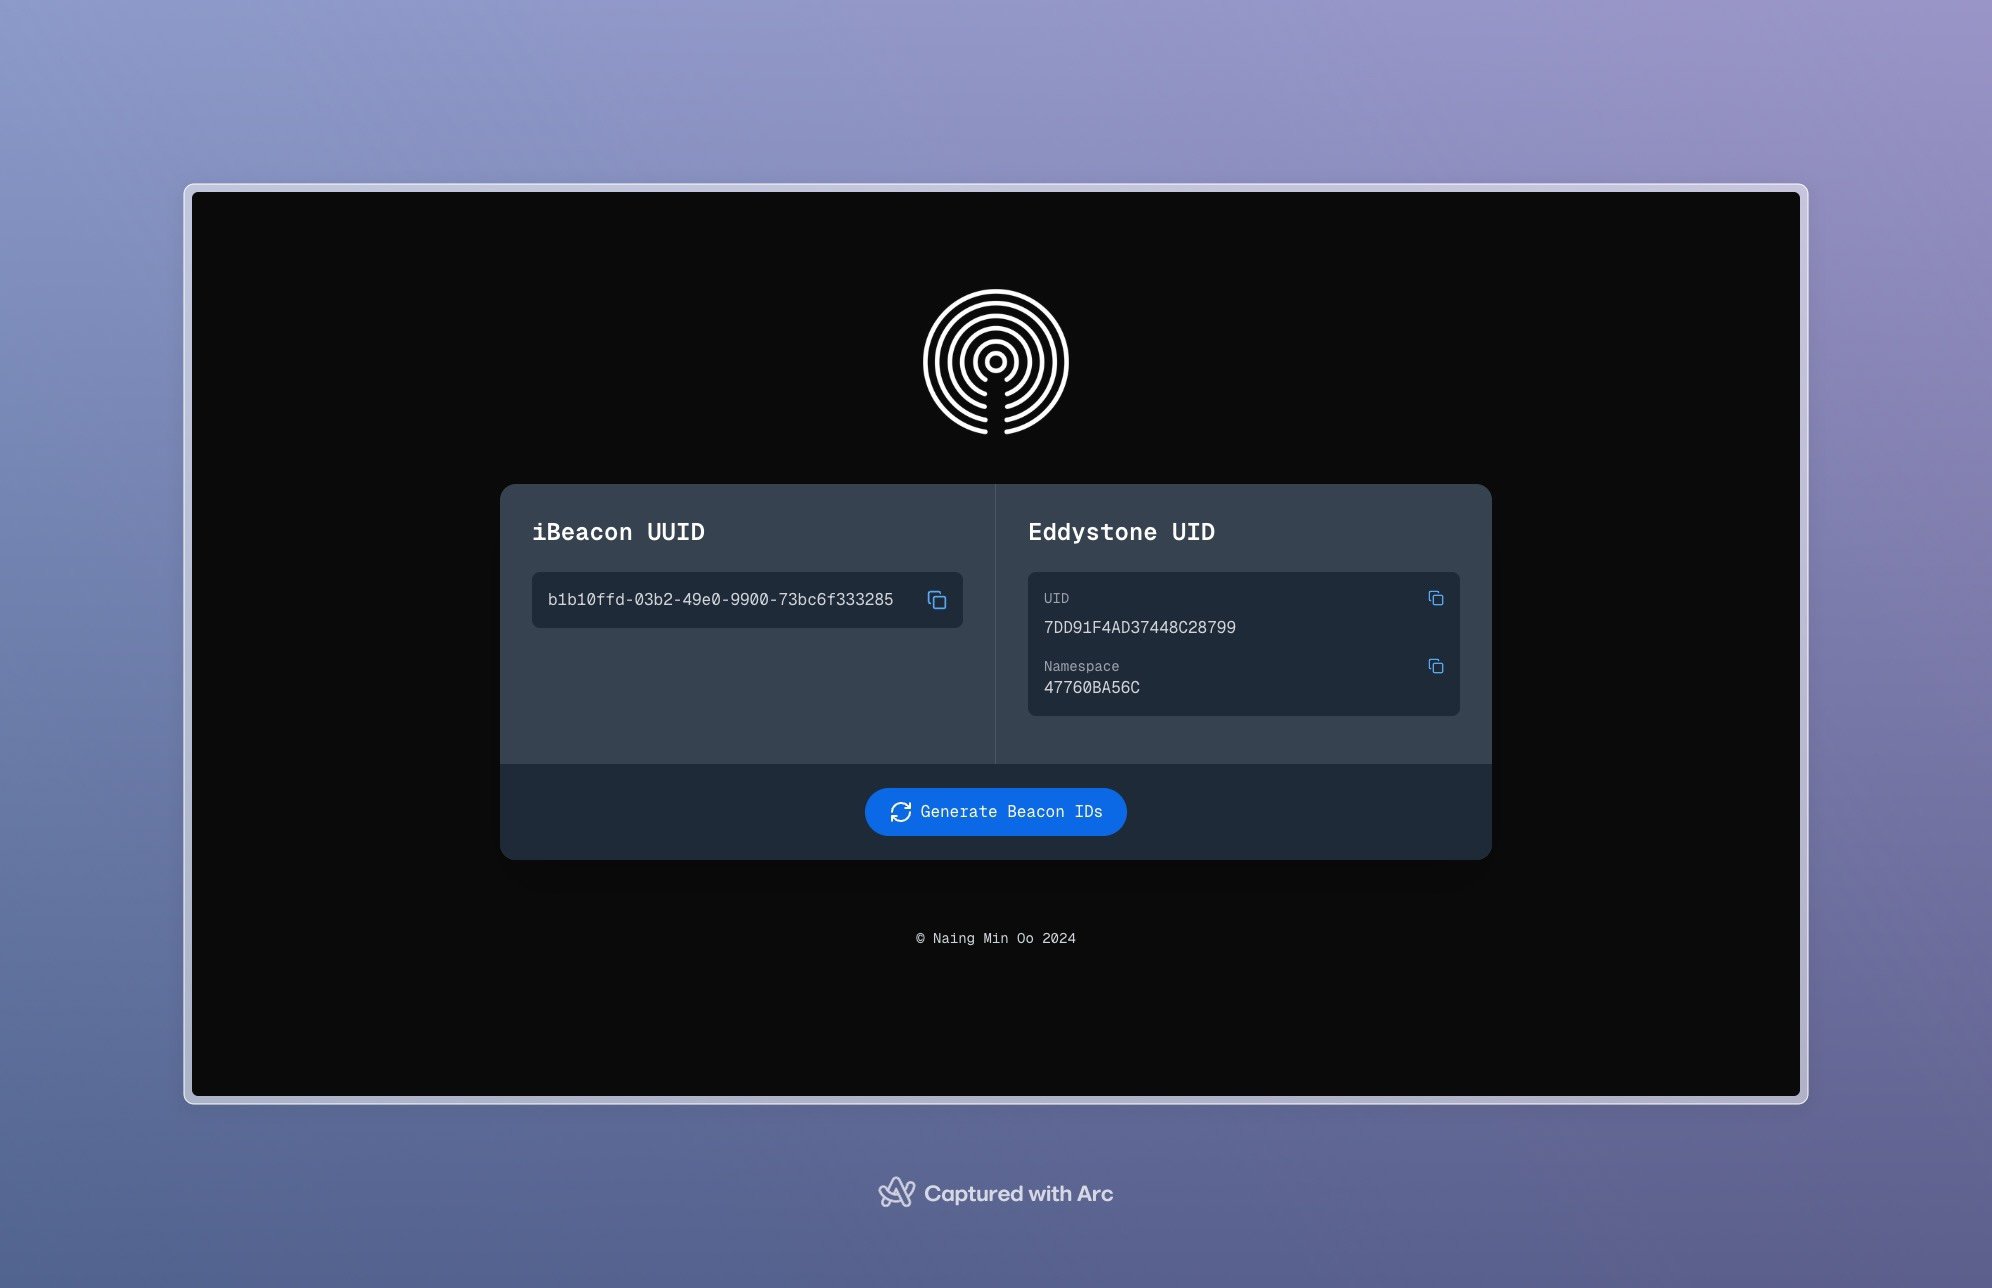 iBeacon UUID
b1b10ffd-03b2-49e0-9900-73bc6f333285
Eddystone UID
UID
7DD91F4AD37448C28799
Namespace
47760BA56C
Generate Beacon IDs
© Naing Min Oo 2024
Captured with Arc